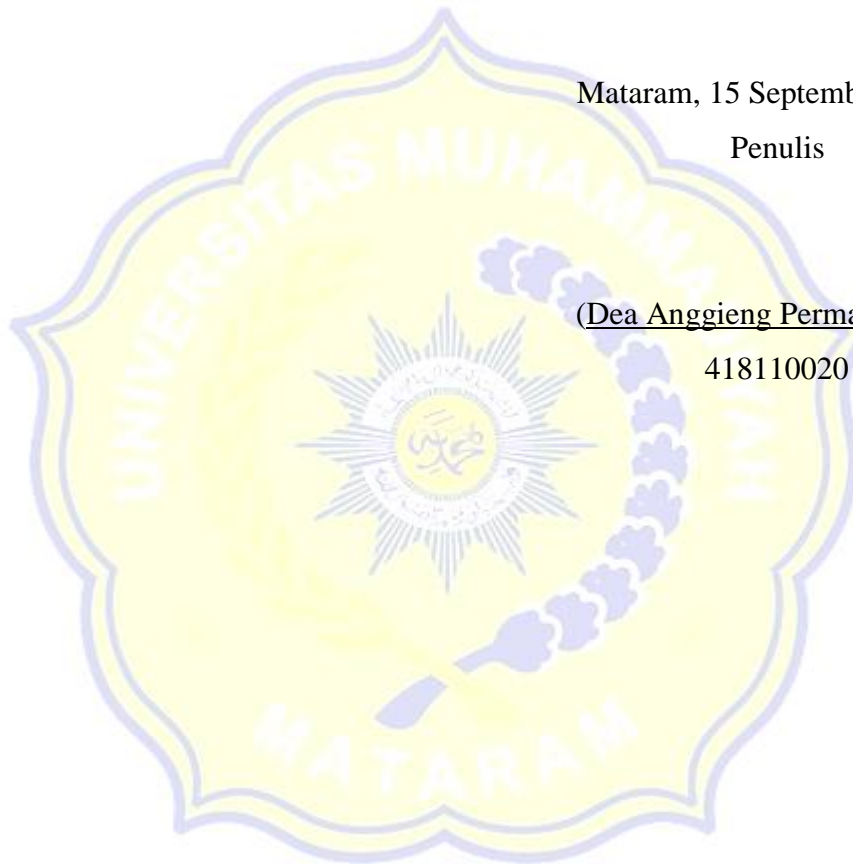 Mataram, 15 Septemb
Penulis
(Dea Anggieng Perma
418110020
UNIVERSITAS MUHAMMADIYAH
MATARAM